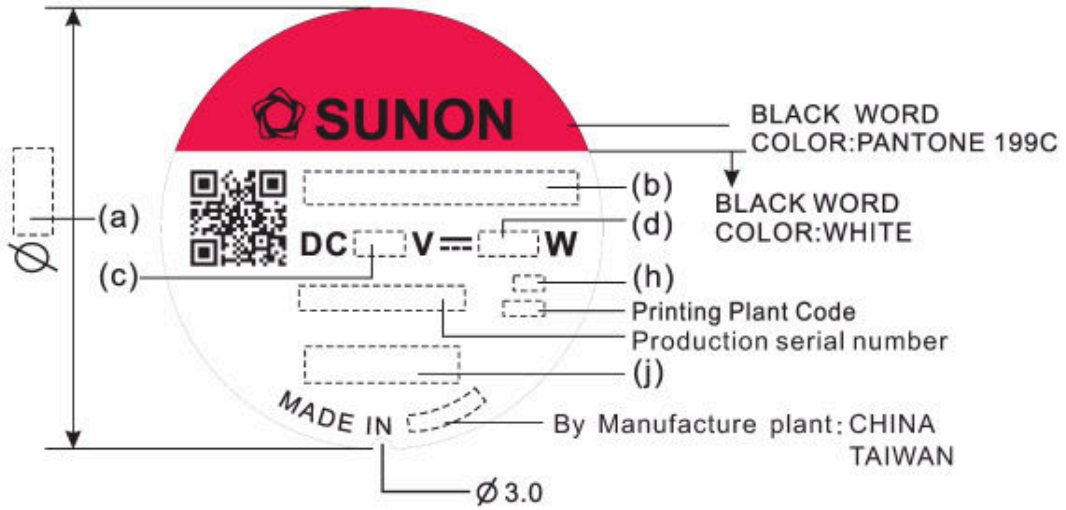 SUNON
BLACK WORD
COLOR:PANTONE 199C
(b)
(a)
BLACK WORD
COLOR:WHITE
(d)
DC V W
Ø
(c)
(h)
Printing Plant Code
Production serial number
(j)
MADE IN
By Manufacture plant: CHINA
TAIWAN
Ø 3.0